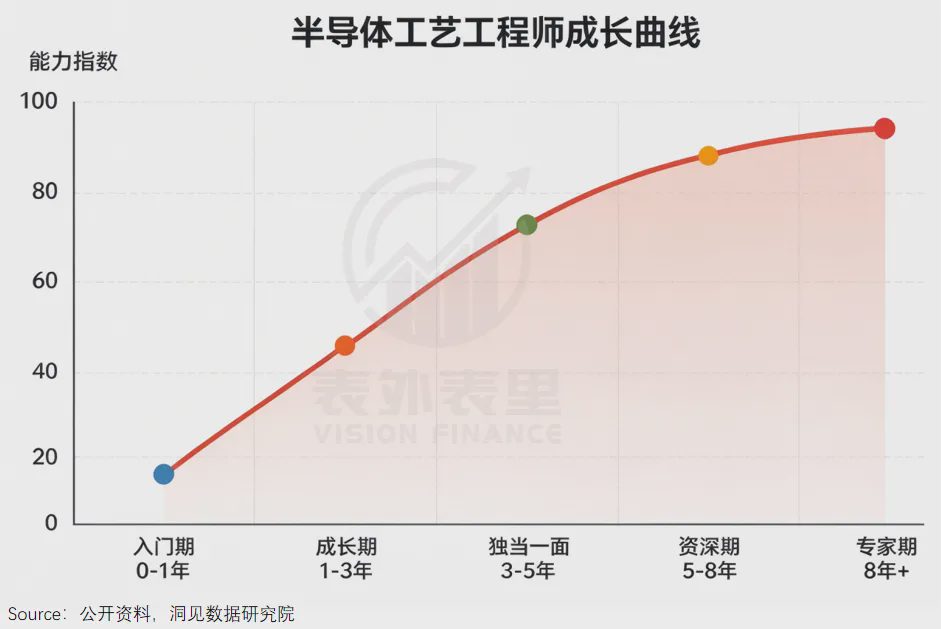 半导体工艺工程师成长曲线
能力指数
100
80
60
40
20
0
表外表里
VISION FINANCE
入门期 成长期 独当一面 资深期 专家期
0-1年 1-3年 3-5年 5-8年 8年+
Source：公开资料，洞见数据研究院